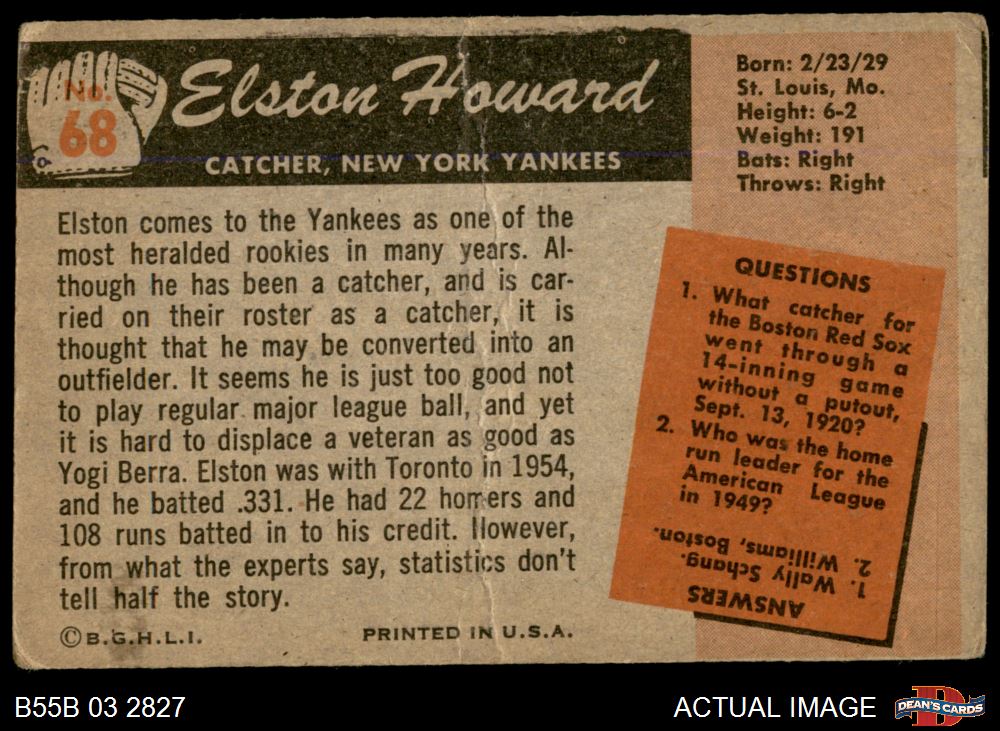 No.
68
Elston Howard
CATCHER, NEW YORK YANKEES
Born: 2/23/29
St. Louis, Mo.
Height: 6-2
Weight: 191
Bats: Right
Throws: Right
Elston comes to the Yankees as one of the
most heralded rookies in many years. Al-
though he has been a catcher, and is car-
ried on their roster as a catcher, it is
thought that he may be converted into an
outfielder. It seems he is just too good not
to play regular major league ball, and yet
it is hard to displace a veteran as good as
Yogi Berra. Elston was with Toronto in 1954,
and he batted .331. He had 22 homers and
108 runs batted in to his credit. However,
from what the experts say, statistics don't
tell half the story.
©B.G.H.L.I.
PRINTED IN U.S.A.
QUESTIONS
1. What catcher for
the Boston Red Sox
went through a
14-inning game
without a putout,
Sept. 13, 1920?
2. Who was the home
run leader for the
American League
in 1949?
ANSWERS
1. Wally Schang.
2. Williams, Boston.
B55B 03 2827
ACTUAL IMAGE
D
DEAN'S CARDS